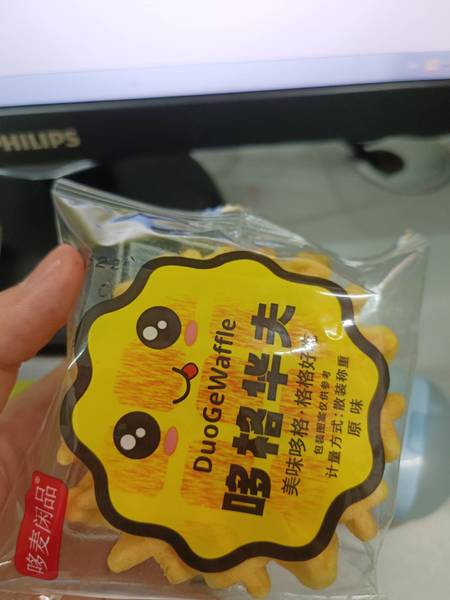 PHILIPS
DuoGeWaffle
哆格华夫
美味哆格·格格好
包装图案仅供参考
计量方式:散装称重
原味
哆麦闲品®